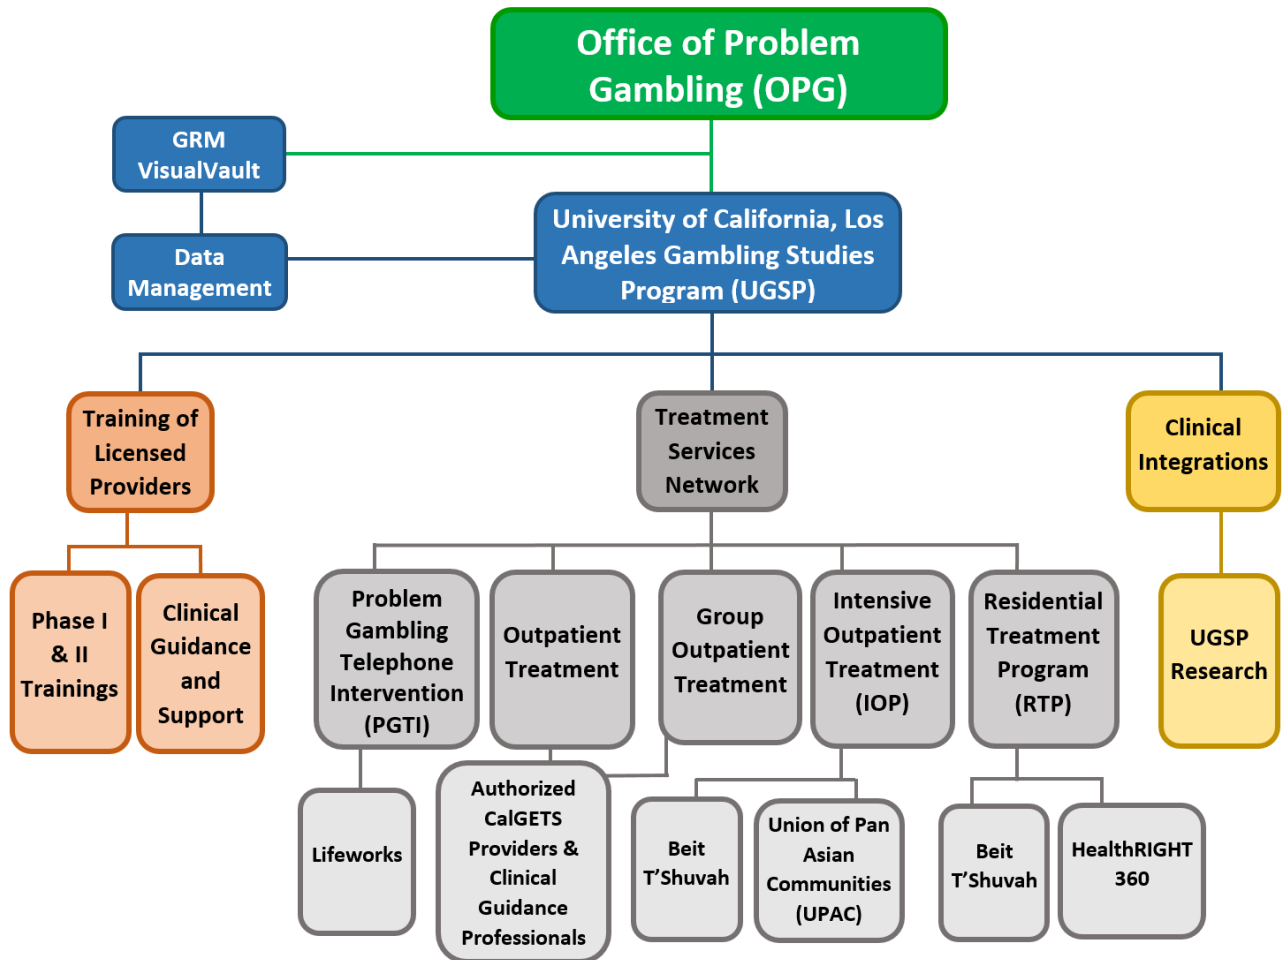 Office of Problem
Gambling (OPG)
GRM
VisualVault
University of California, Los
Angeles Gambling Studies
Program (UGSP)
Data
Management
Training of
Licensed
Providers
Treatment
Services
Network
Clinical
Integrations
Phase I
& II
Trainings
Clinical
Guidance
and
Support
Problem
Gambling
Telephone
Intervention
(PGTI)
Outpatient
Treatment
Group
Outpatient
Treatment
Intensive
Outpatient
Treatment
(IOP)
Residential
Treatment
Program
(RTP)
UGSP
Research
Lifeworks
Authorized
CalGETS
Providers &
Clinical
Guidance
Professionals
Beit
T’Shuvah
Union of Pan
Asian
Communities
(UPAC)
Beit
T’Shuvah
HealthRIGHT
360